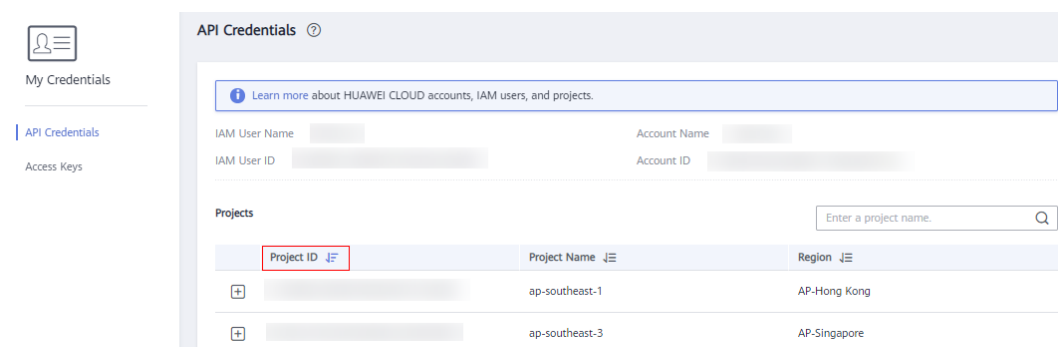 API Credentials
My Credentials
API Credentials
Access Keys
Learn more about HUAWEI CLOUD accounts, IAM users, and projects.
IAM User Name Account Name
IAM User ID Account ID
Projects Enter a project name.
Project ID Project Name Region
ap-southeast-1 AP-Hong Kong
ap-southeast-3 AP-Singapore